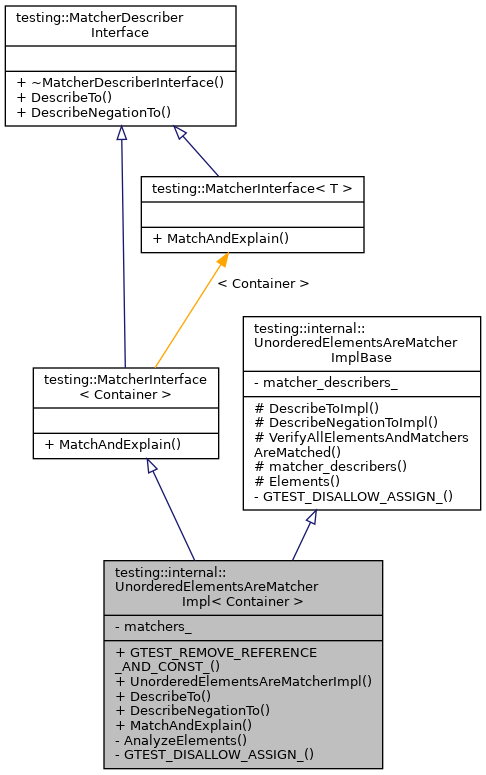 testing::MatcherDescriber
Interface
+ ~MatcherDescriberInterface()
+ DescribeTo()
+ DescribeNegationTo()
testing::MatcherInterface< T >
+ MatchAndExplain()
< Container >
testing::internal::
UnorderedElementsAreMatcher
ImplBase
- matcher_describers_
# DescribeToImpl()
# DescribeNegationToImpl()
# VerifyAllElementsAndMatchers
AreMatched()
# matcher_describers()
# Elements()
- GTEST_DISALLOW_ASSIGN_()
testing::MatcherInterface
< Container >
+ MatchAndExplain()
testing::internal::
UnorderedElementsAreMatcher
Impl< Container >
- matchers_
+ GTEST_REMOVE_REFERENCE
_AND_CONST_()
+ UnorderedElementsAreMatcherImpl()
+ DescribeTo()
+ DescribeNegationTo()
+ MatchAndExplain()
- AnalyzeElements()
- GTEST_DISALLOW_ASSIGN_()